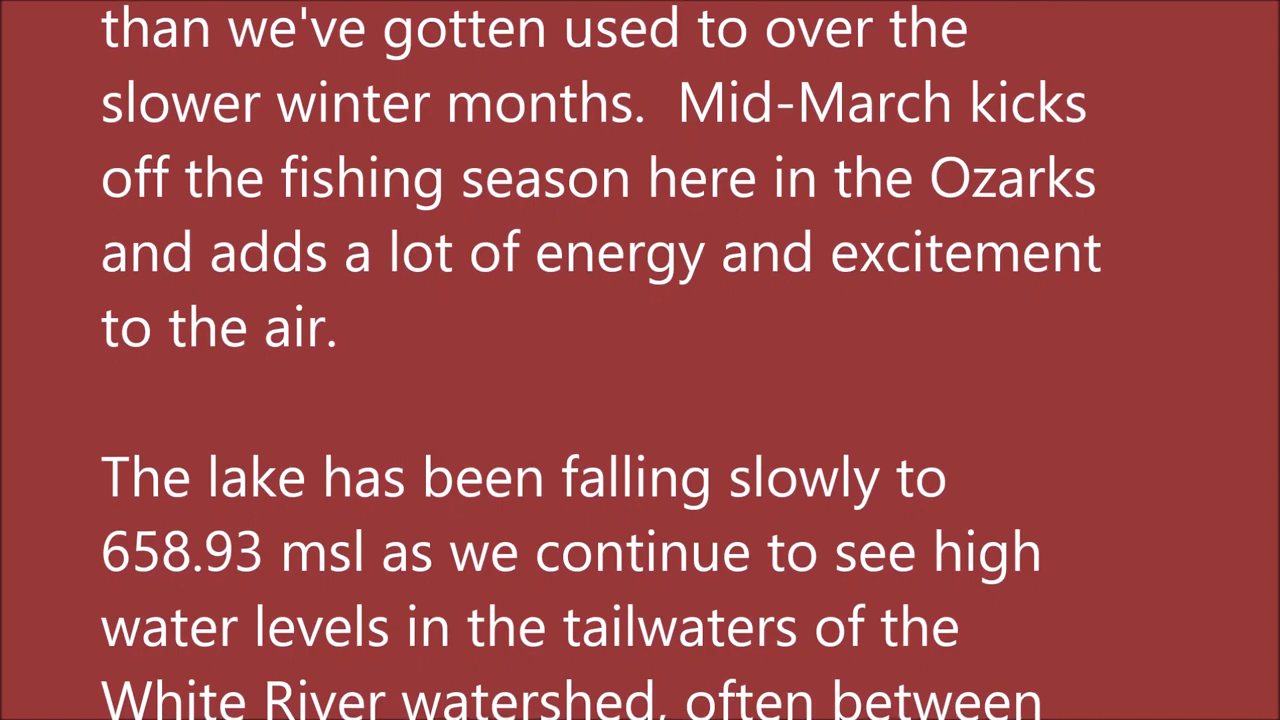 than we've gotten used to over the
slower winter months.  Mid-March kicks
off the fishing season here in the Ozarks
and adds a lot of energy and excitement
to the air.
The lake has been falling slowly to
658.93 msl as we continue to see high
water levels in the tailwaters of the
White River watershed, often between